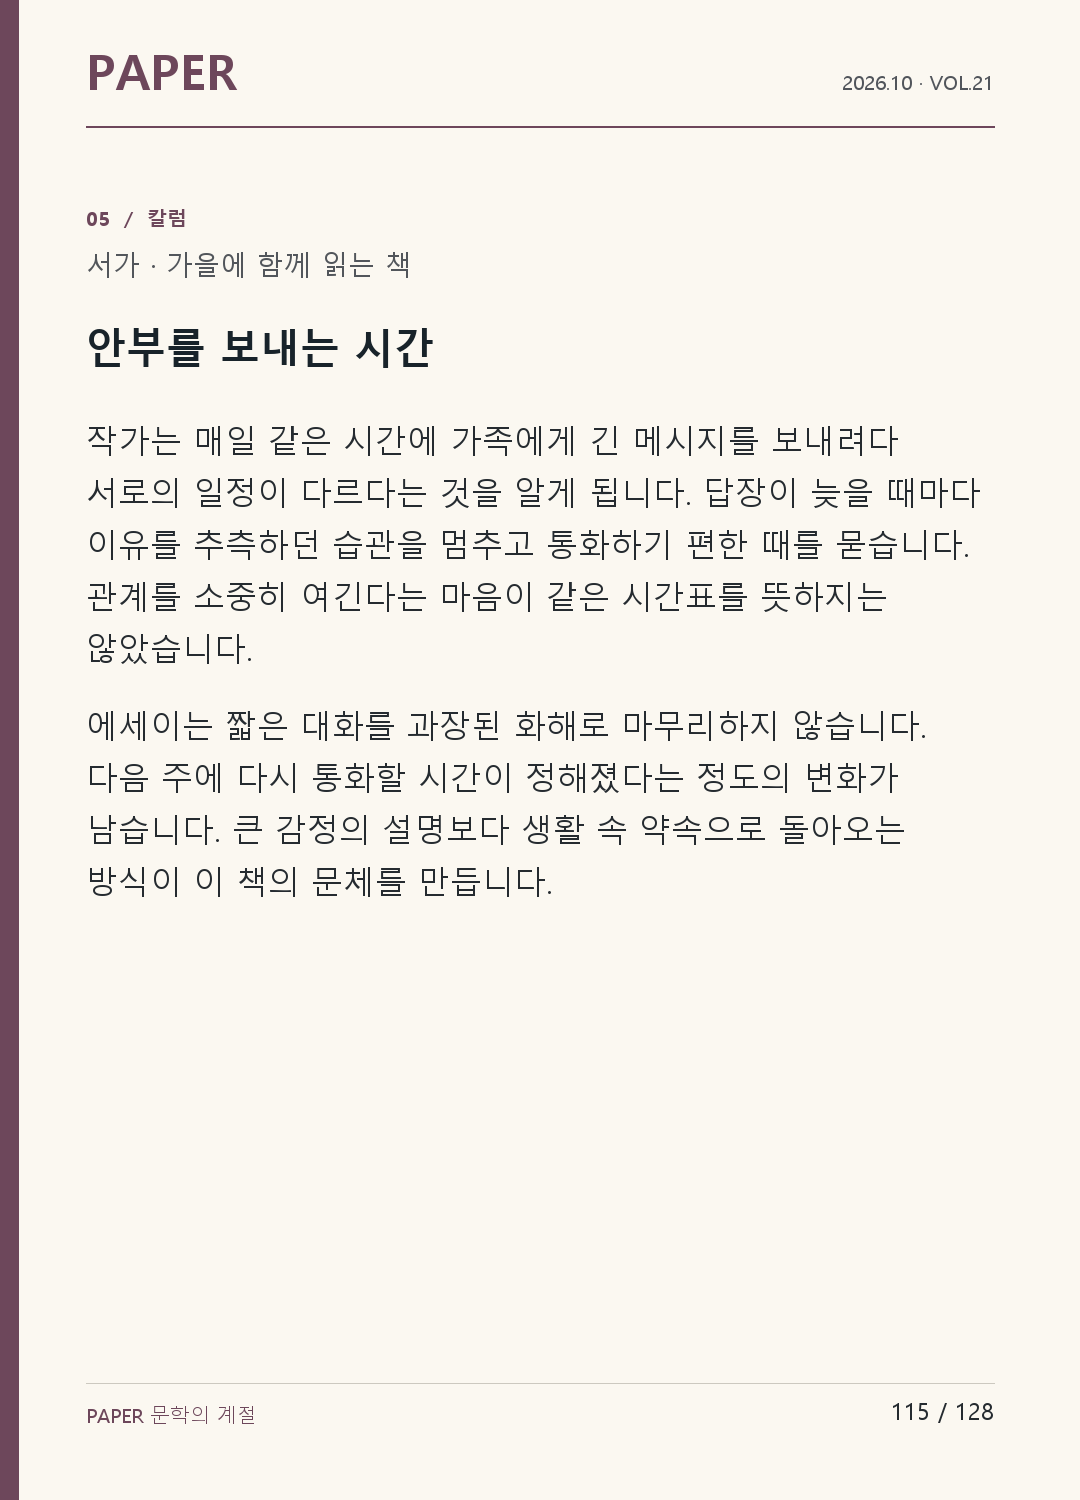 PAPER
2026.10 · VOL.21
05 / 칼럼
서가 · 가을에 함께 읽는 책
안부를 보내는 시간
작가는 매일 같은 시간에 가족에게 긴 메시지를 보내려다
서로의 일정이 다르다는 것을 알게 됩니다. 답장이 늦을 때마다
이유를 추측하던 습관을 멈추고 통화하기 편한 때를 묻습니다.
관계를 소중히 여긴다는 마음이 같은 시간표를 뜻하지는
않았습니다.
에세이는 짧은 대화를 과장된 화해로 마무리하지 않습니다.
다음 주에 다시 통화할 시간이 정해졌다는 정도의 변화가
남습니다. 큰 감정의 설명보다 생활 속 약속으로 돌아오는
방식이 이 책의 문체를 만듭니다.
PAPER 문학의 계절
115 / 128